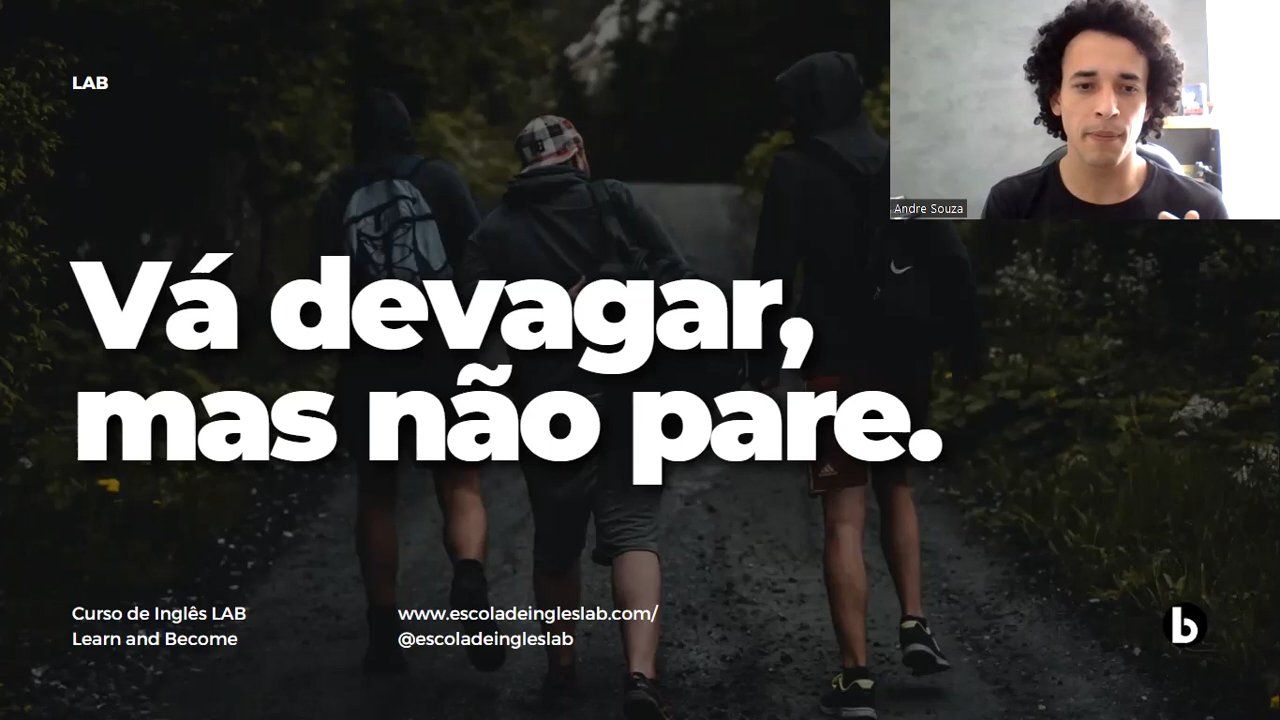 LAB
Andre Souza
Vá devagar,
mas não pare.
Curso de Inglês LAB
Learn and Become
www.escoladeingleslab.com/
@escoladeingleslab
b